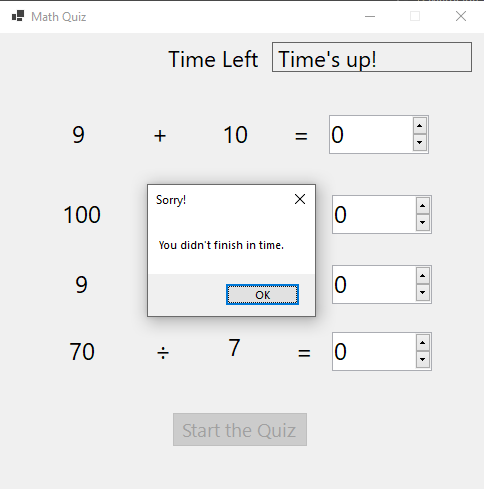 Math Quiz
Time Left Time's up!
9 + 10 = 0
Sorry!
100 0
You didn't finish in time.
9 0
OK
70 ÷ 7 = 0
Start the Quiz